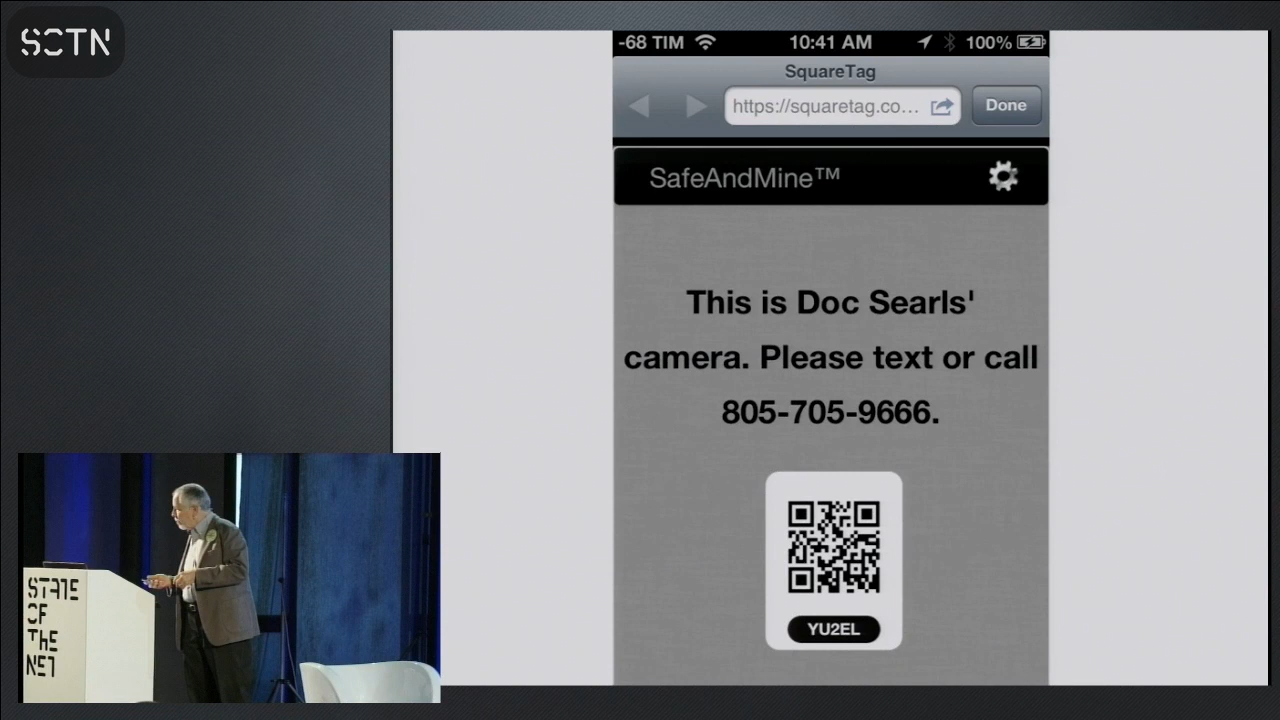 SOTN
-68 TIM 10:41 AM 100%
SquareTag
https://squaretag.co... Done
SafeAndMine™
This is Doc Searls'
camera. Please text or call
805-705-9666.
YU2EL
STATE
OF
THE
NET